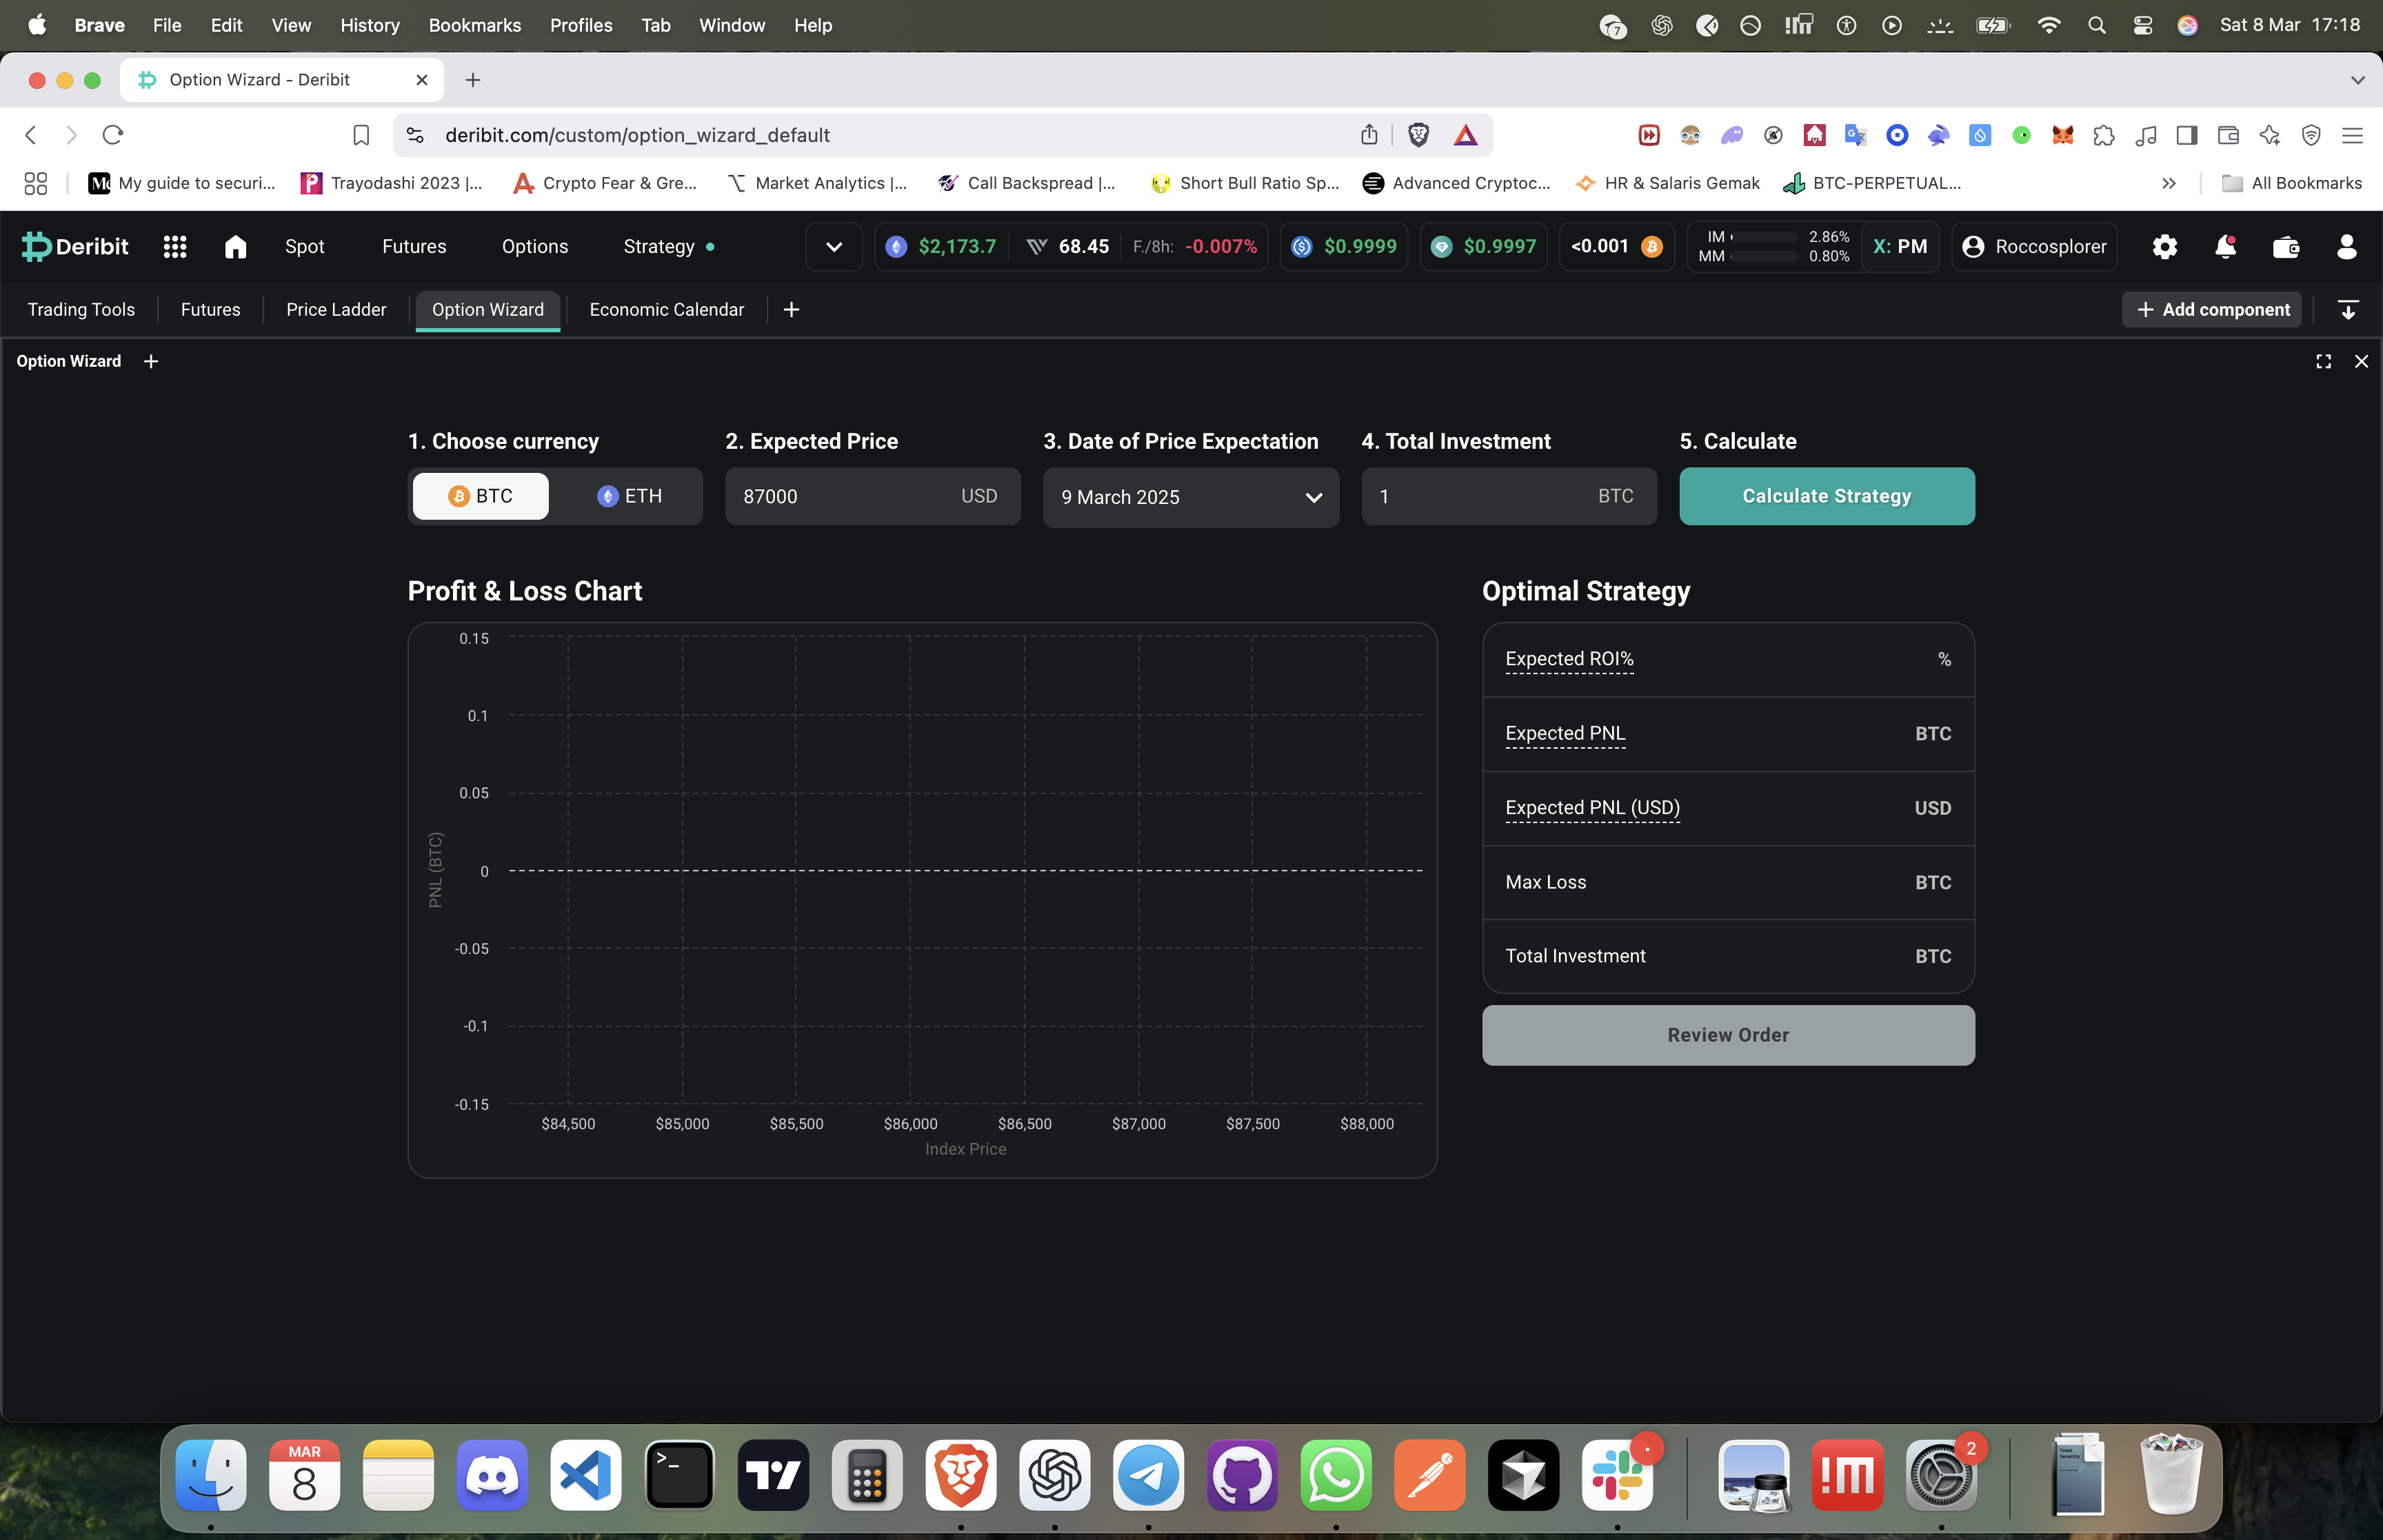 Brave File Edit View History Bookmarks Profiles Tab Window Help 7 Sat 8 Mar 17:18
Option Wizard - Deribit
deribit.com/custom/option_wizard_default
My guide to securi... Trayodashi 2023 |... Crypto Fear & Gre... Market Analytics |... Call Backspread |... Short Bull Ratio Sp... Advanced Cryptoc... HR & Salaris Gemak BTC-PERPETUAL... All Bookmarks
Deribit Spot Futures Options Strategy $2,173.7 68.45 F./8h: -0.007% $0.9999 $0.9997 <0.001 IM 2.86% X: PM Roccosplorer
MM 0.80%
Trading Tools Futures Price Ladder Option Wizard Economic Calendar + Add component
Option Wizard +
1. Choose currency 2. Expected Price 3. Date of Price Expectation 4. Total Investment 5. Calculate
BTC ETH 87000 USD 9 March 2025 1 BTC Calculate Strategy
Profit & Loss Chart
0.15
0.1
0.05
0
-0.05
-0.1
-0.15
PNL (BTC)
$84,500 $85,000 $85,500 $86,000 $86,500 $87,000 $87,500 $88,000
Index Price
Optimal Strategy
Expected ROI% %
Expected PNL BTC
Expected PNL (USD) USD
Max Loss BTC
Total Investment BTC
Review Order
MAR
8
2